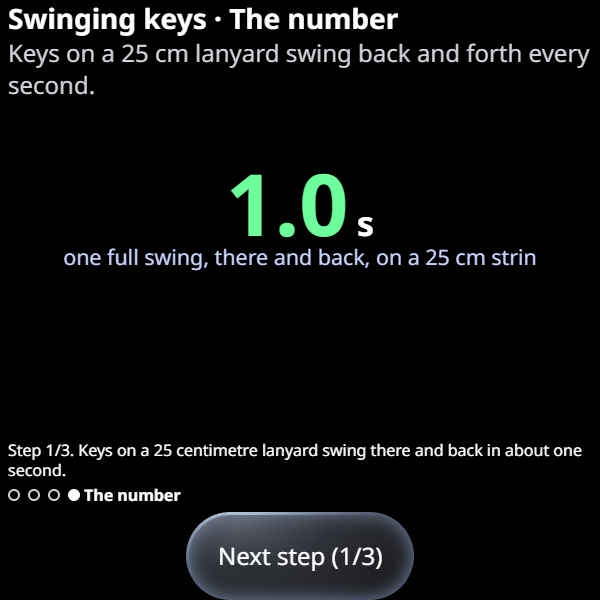 Swinging keys · The number
Keys on a 25 cm lanyard swing back and forth every
second.
1.0 s
one full swing, there and back, on a 25 cm strin
Step 1/3. Keys on a 25 centimetre lanyard swing there and back in about one
second.
The number
Next step (1/3)